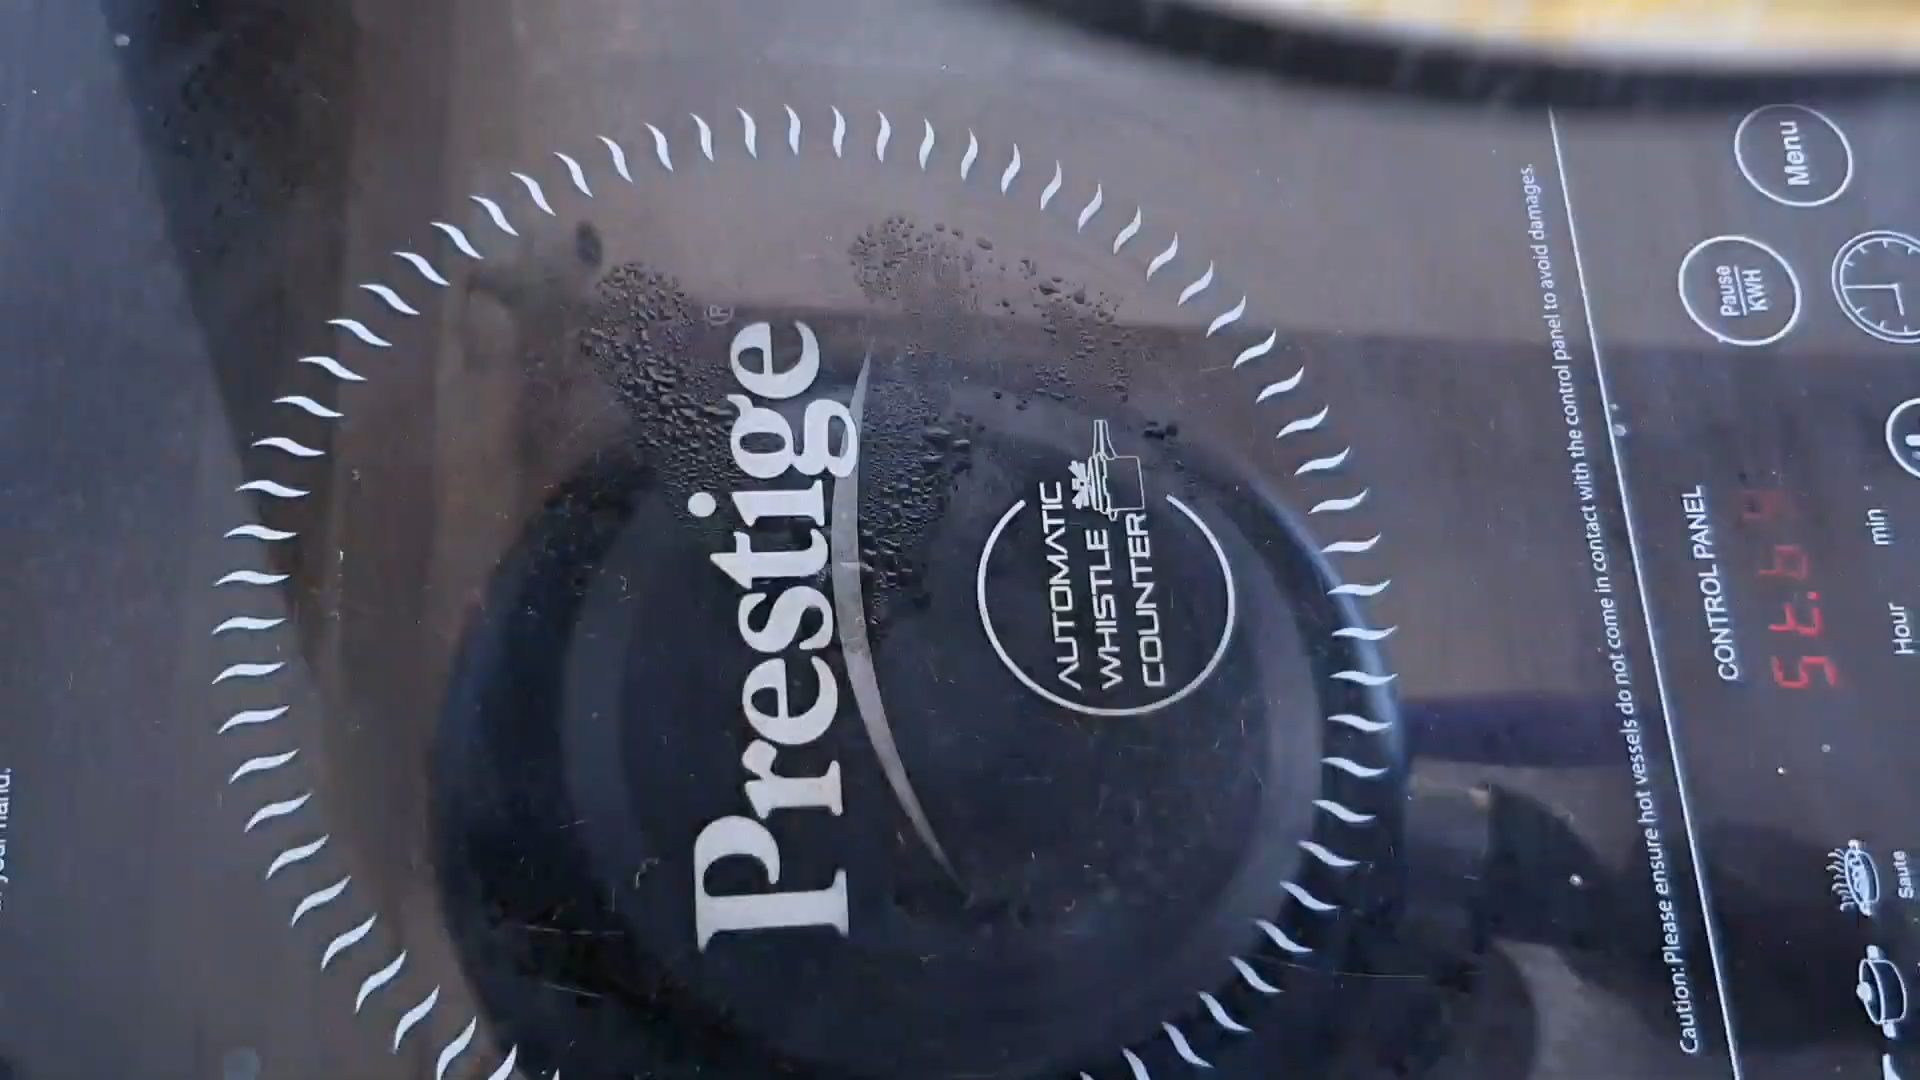 Prestige®
AUTOMATIC
WHISTLE
COUNTER
Caution: Please ensure hot vessels do not come in contact with the control panel to avoid damages.
CONTROL PANEL
Hour min
Pause
KWH
Menu
Saute
your hand.